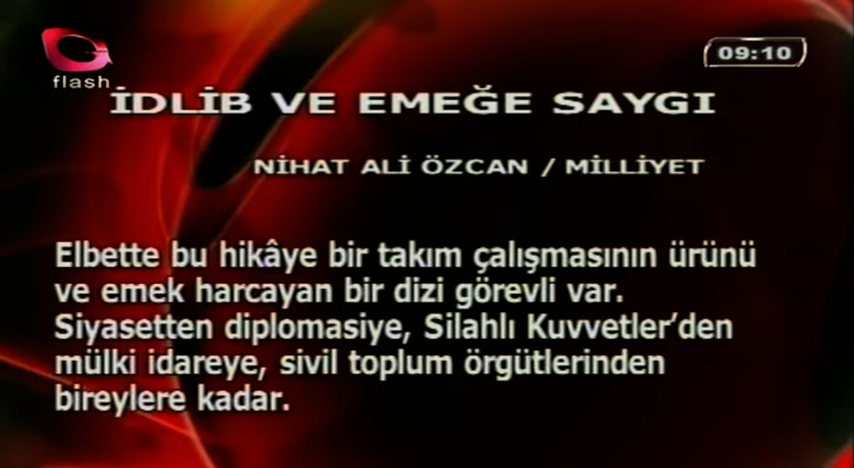 flash
09:10
İDLİB VE EMEĞE SAYGI
NİHAT ALİ ÖZCAN / MİLLİYET
Elbette bu hikâye bir takım çalışmasının ürünü
ve emek harcayan bir dizi görevli var.
Siyasetten diplomasiye, Silahlı Kuvvetler'den
mülki idareye, sivil toplum örgütlerinden
bireylere kadar.